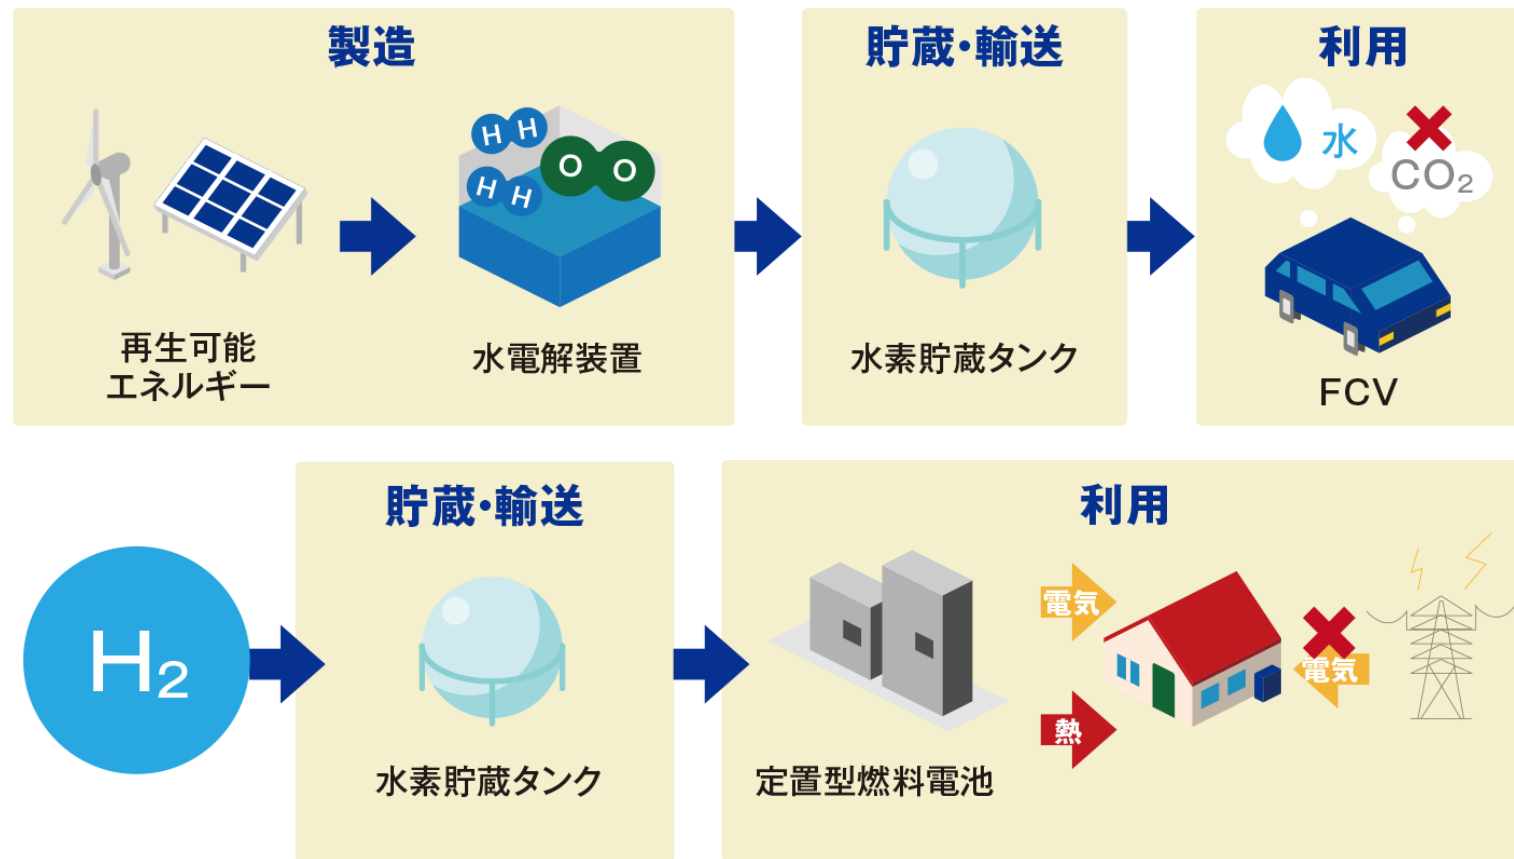 製造
H H
O O
H H
再生可能
エネルギー
水電解装置
貯蔵・輸送
水素貯蔵タンク
利用
水
CO₂
FCV
H₂
貯蔵・輸送
水素貯蔵タンク
利用
定置型燃料電池
電気
熱
電気